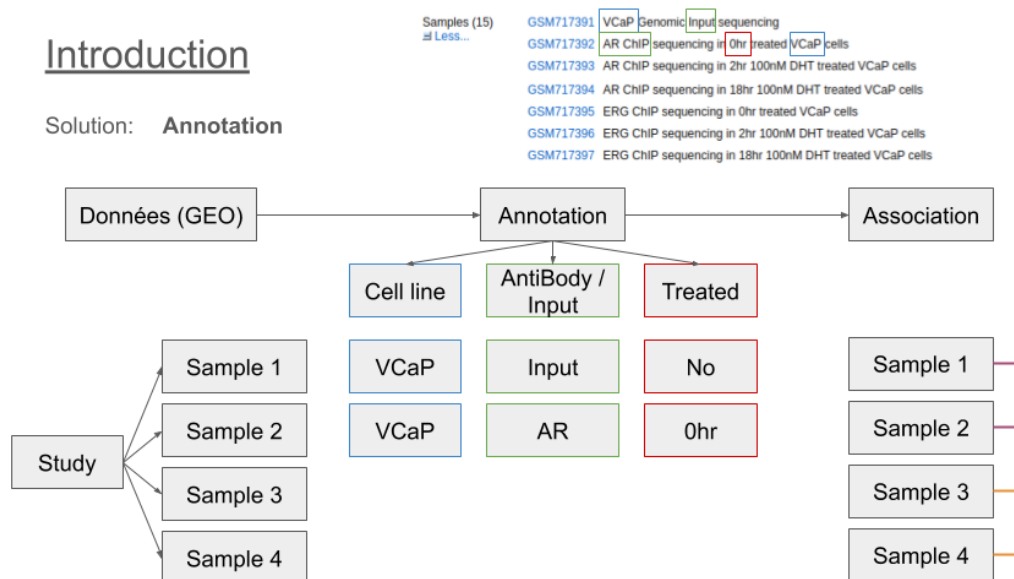 Introduction
Solution: Annotation
Samples (15)
Less...
GSM717391 VCaP Genomic Input sequencing
GSM717392 AR ChIP sequencing in 0hr treated VCaP cells
GSM717393 AR ChIP sequencing in 2hr 100nM DHT treated VCaP cells
GSM717394 AR ChIP sequencing in 18hr 100nM DHT treated VCaP cells
GSM717395 ERG ChIP sequencing in 0hr treated VCaP cells
GSM717396 ERG ChIP sequencing in 2hr 100nM DHT treated VCaP cells
GSM717397 ERG ChIP sequencing in 18hr 100nM DHT treated VCaP cells
Données (GEO)
Annotation
Association
Cell line
AntiBody /
Input
Treated
Study
Sample 1
VCaP
Input
No
Sample 1
Sample 2
VCaP
AR
0hr
Sample 2
Sample 3
Sample 3
Sample 4
Sample 4